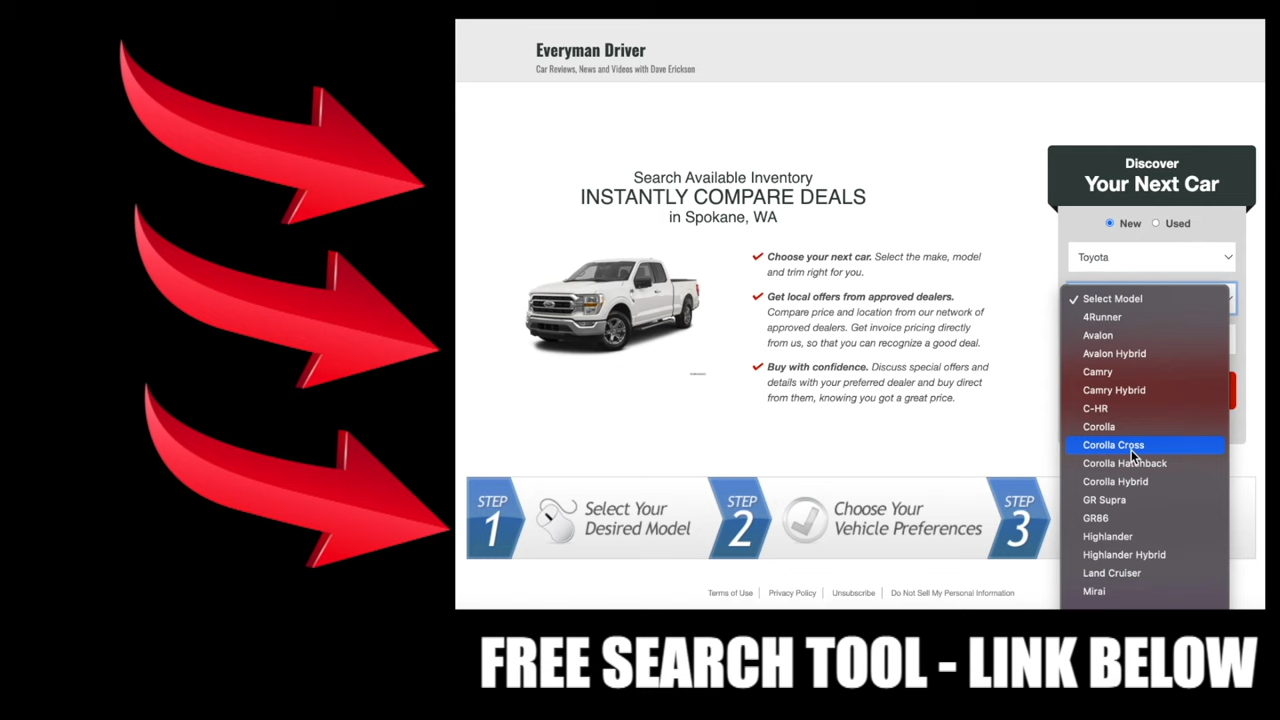 Everyman Driver
Car Reviews, News and Videos with Dave Erickson
Search Available Inventory
INSTANTLY COMPARE DEALS
in Spokane, WA
Choose your next car. Select the make, model
and trim right for you.
Get local offers from approved dealers.
Compare price and location from our network of
approved dealers. Get invoice pricing directly
from us, so that you can recognize a good deal.
Buy with confidence. Discuss special offers and
details with your preferred dealer and buy direct
from them, knowing you got a great price.
Discover
Your Next Car
New Used
Toyota
Select Model
4Runner
Avalon
Avalon Hybrid
Camry
Camry Hybrid
C-HR
Corolla
Corolla Cross
Corolla Hatchback
Corolla Hybrid
GR Supra
GR86
Highlander
Highlander Hybrid
Land Cruiser
Mirai
STEP
1
Select Your
Desired Model
STEP
2
Choose Your
Vehicle Preferences
STEP
3
Terms of Use Privacy Policy Unsubscribe Do Not Sell My Personal Information
FREE SEARCH TOOL - LINK BELOW